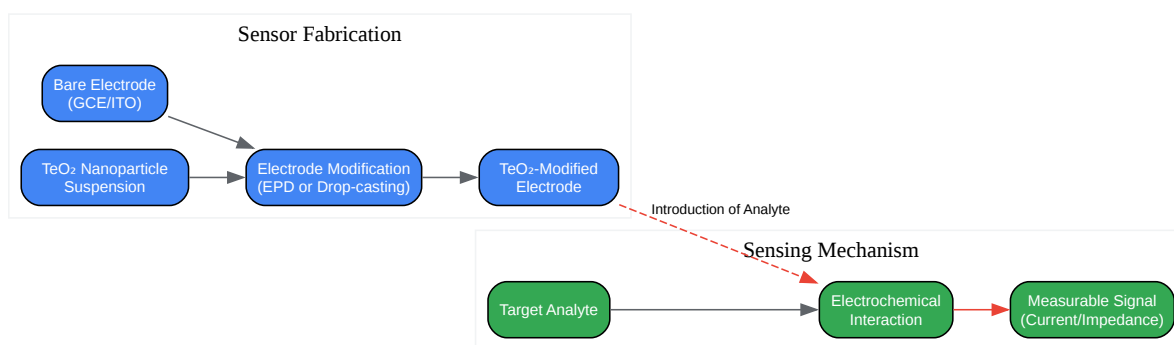 Sensor Fabrication
Bare Electrode
(GCE/ITO)
TeO₂ Nanoparticle
Suspension
Electrode Modification
(EPD or Drop-casting)
TeO₂-Modified
Electrode
Introduction of Analyte
Sensing Mechanism
Target Analyte
Electrochemical
Interaction
Measurable Signal
(Current/Impedance)